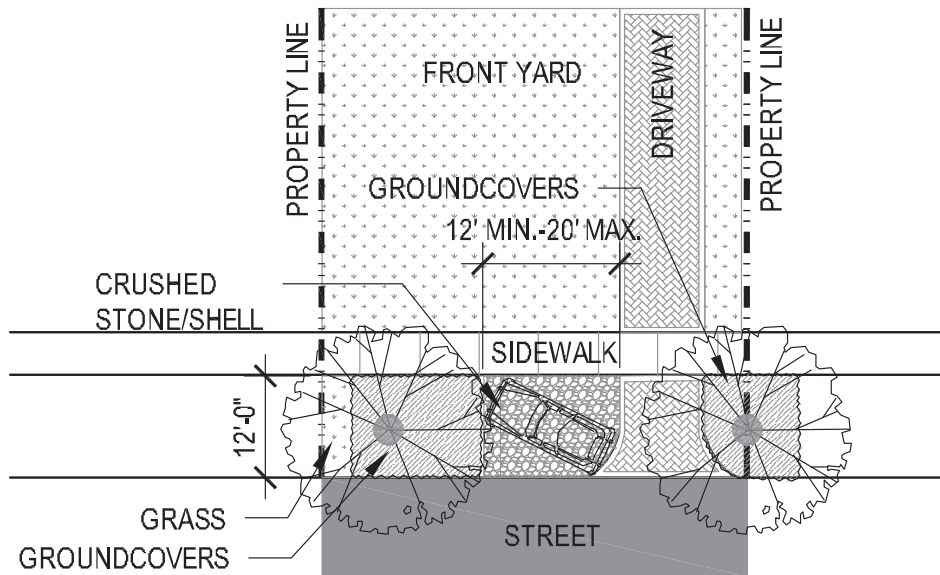 PROPERTY LINE
FRONT YARD
DRIVEWAY
PROPERTY LINE
GROUNDCOVERS
12' MIN.-20' MAX.
CRUSHED
STONE/SHELL
SIDEWALK
12'-0"
GRASS
GROUNDCOVERS
STREET